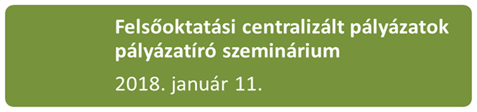 Felsőoktatási centralizált pályázatok
pályázatíró szeminárium
2018. január 11.